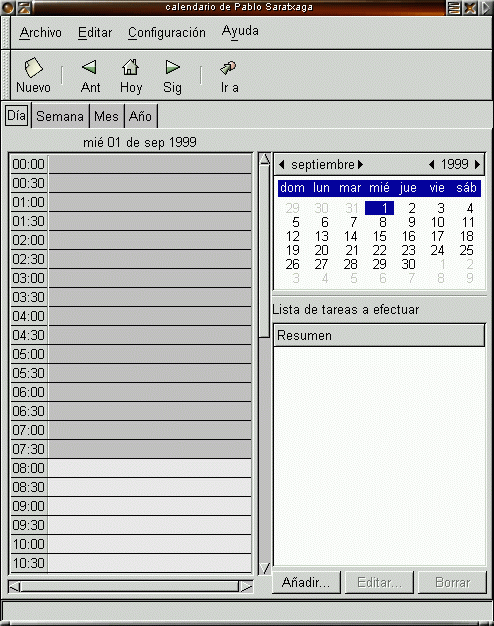 calendario de Pablo Saratxaga
Archivo Editar Configuración Ayuda
Nuevo Ant Hoy Sig Ir a
Día Semana Mes Año
mié 01 de sep 1999
septiembre 1999
dom lun mar mié jue vie sáb
29 30 31 1 2 3 4
5 6 7 8 9 10 11
12 13 14 15 16 17 18
19 20 21 22 23 24 25
26 27 28 29 30 1 2
3 4 5 6 7 8 9
Lista de tareas a efectuar
Resumen
00:00
00:30
01:00
01:30
02:00
02:30
03:00
03:30
04:00
04:30
05:00
05:30
06:00
06:30
07:00
07:30
08:00
08:30
09:00
09:30
10:00
10:30
Añadir... Editar... Borrar